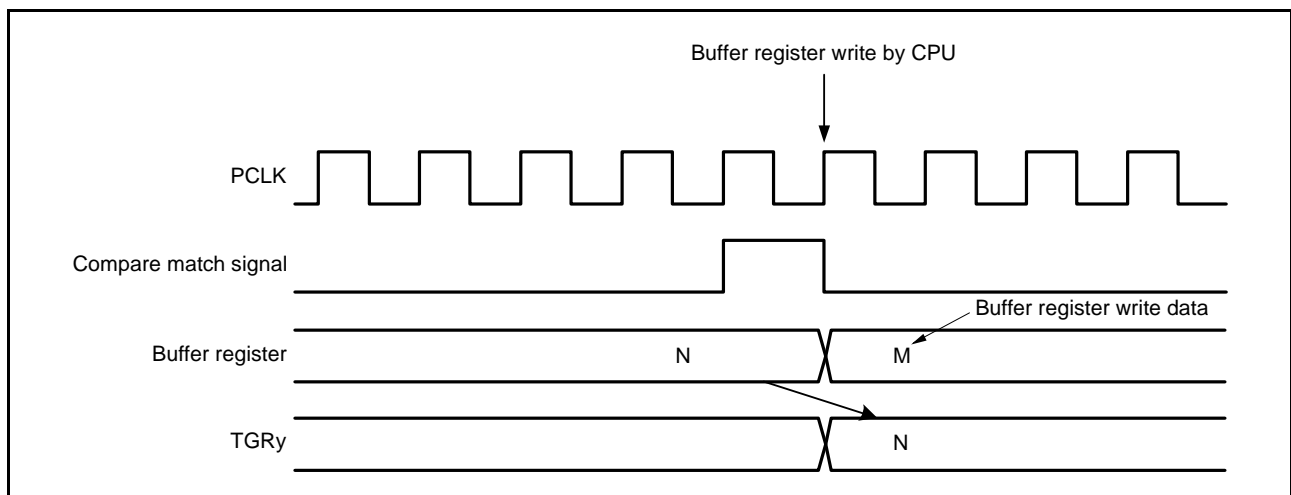 Buffer register write by CPU
PCLK
Compare match signal
Buffer register write data
Buffer register
N
M
TGRy
N